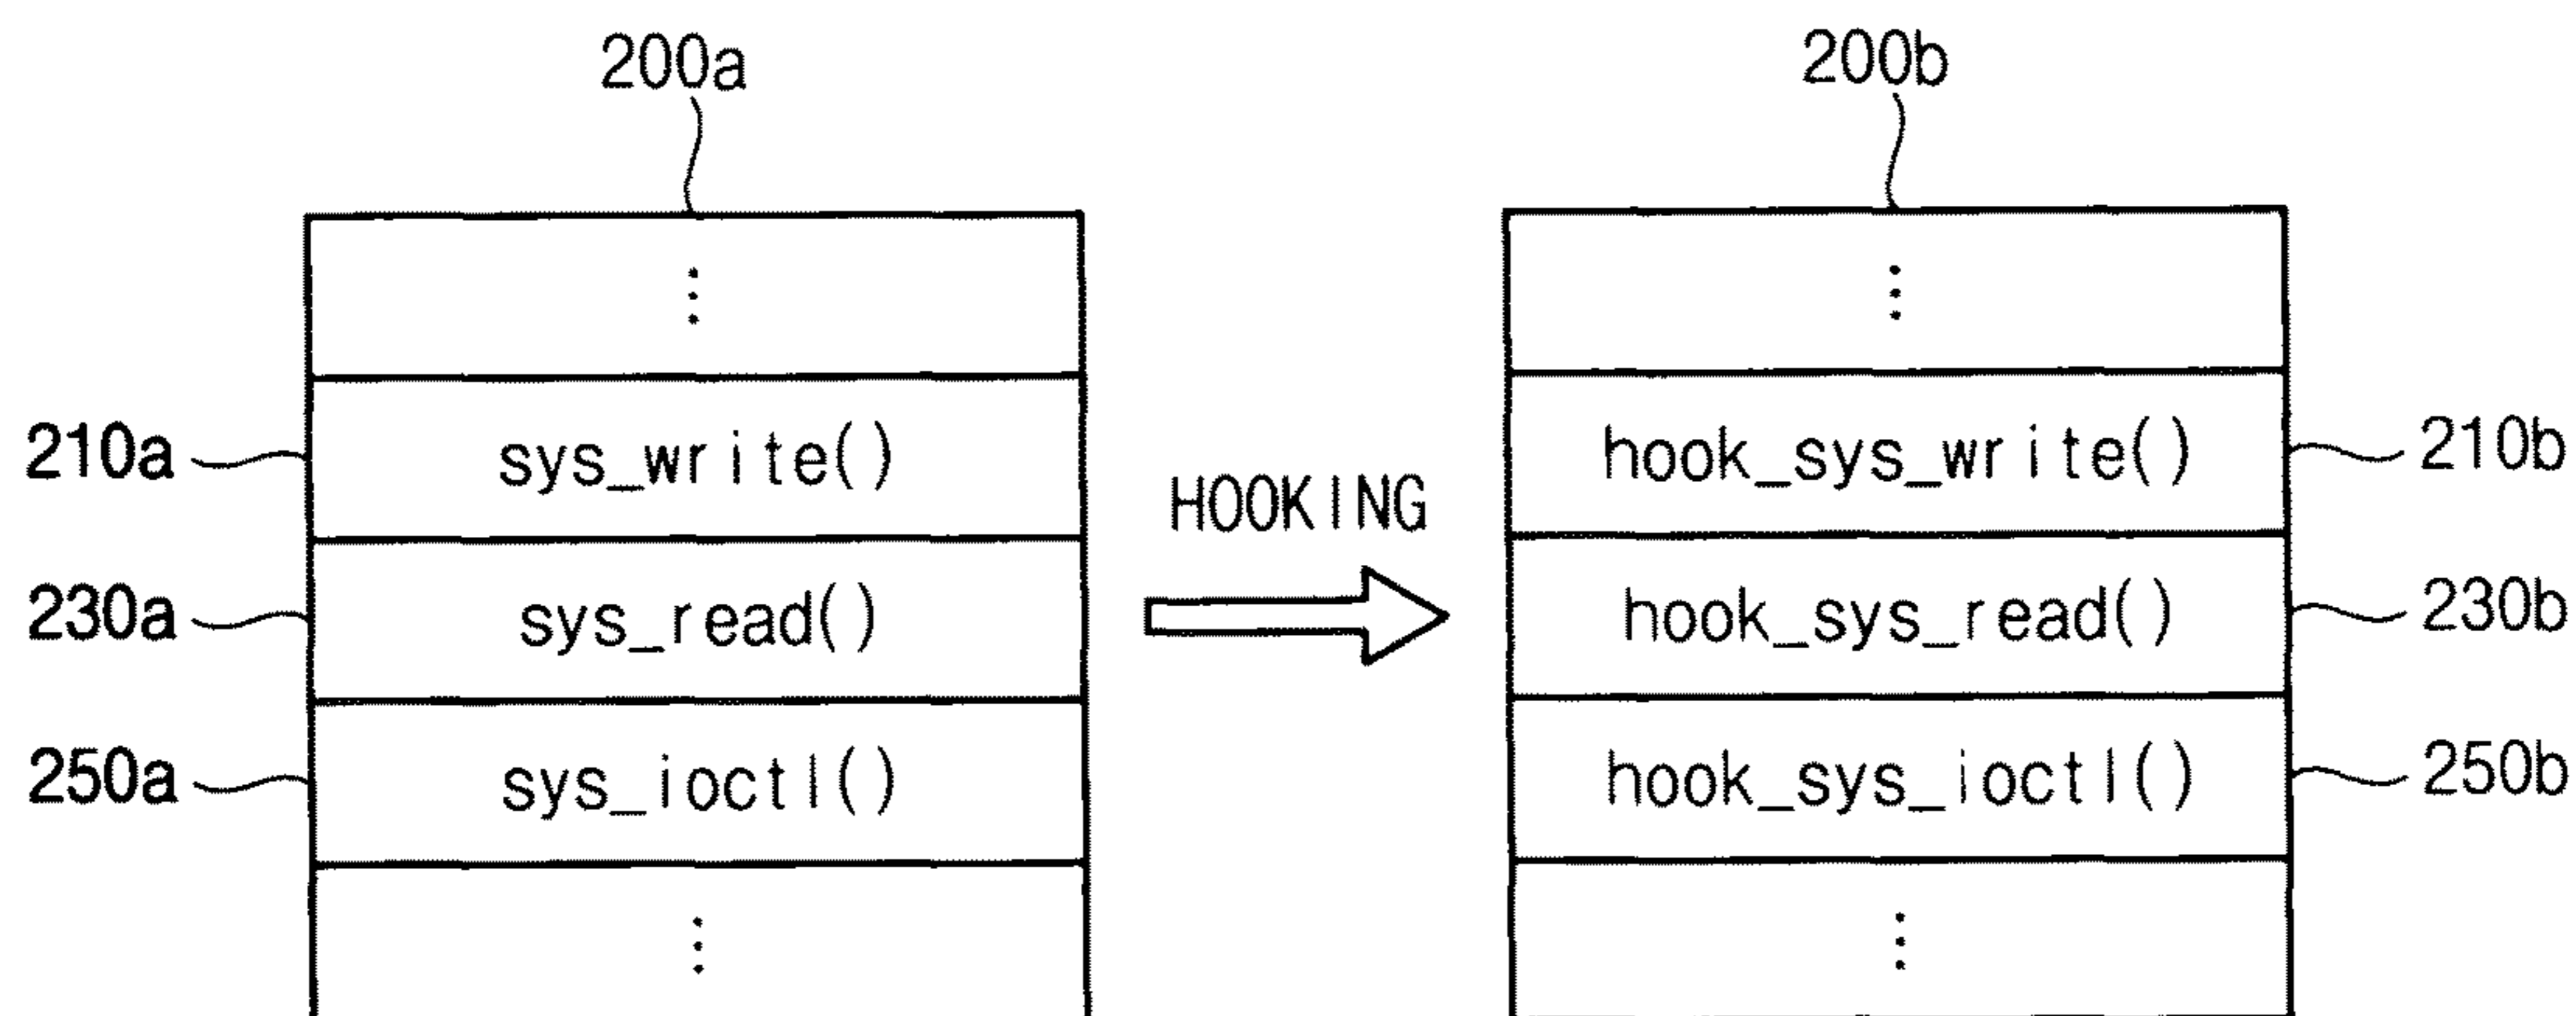 200a
200b
210a
sys_write()
hook_sys_write()
210b
HOOKING
230a
sys_read()
hook_sys_read()
230b
250a
sys_ioctl()
hook_sys_ioctl()
250b